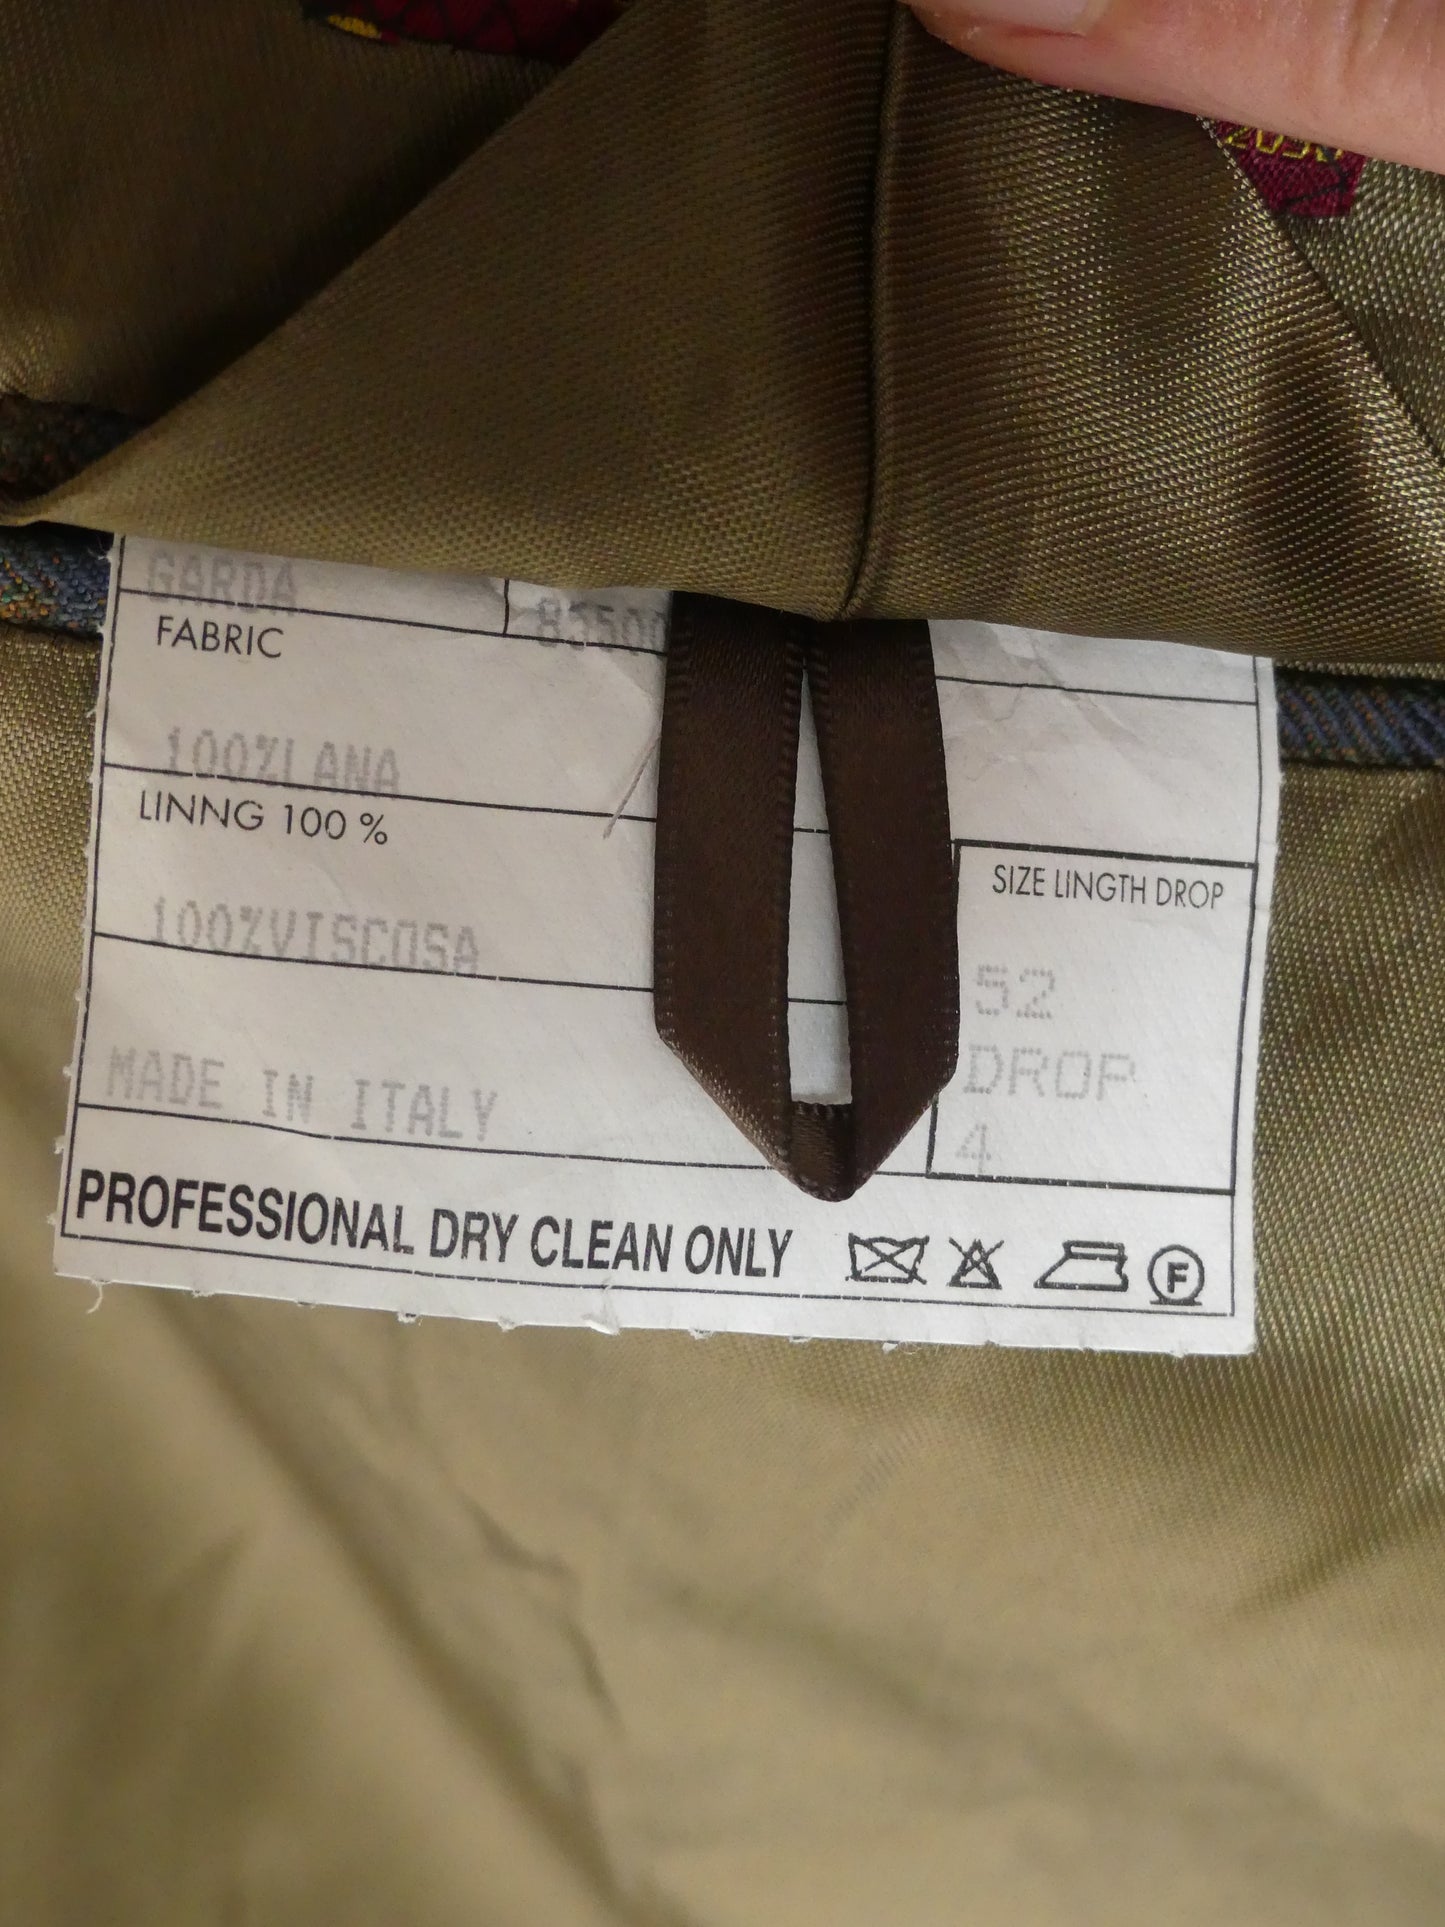 GARDA
FABRIC
100%LANA
LINNG 100 %
100%VISCOSA
MADE IN ITALY
SIZE LINGTH DROP
52
DROP
4
PROFESSIONAL DRY CLEAN ONLY
F